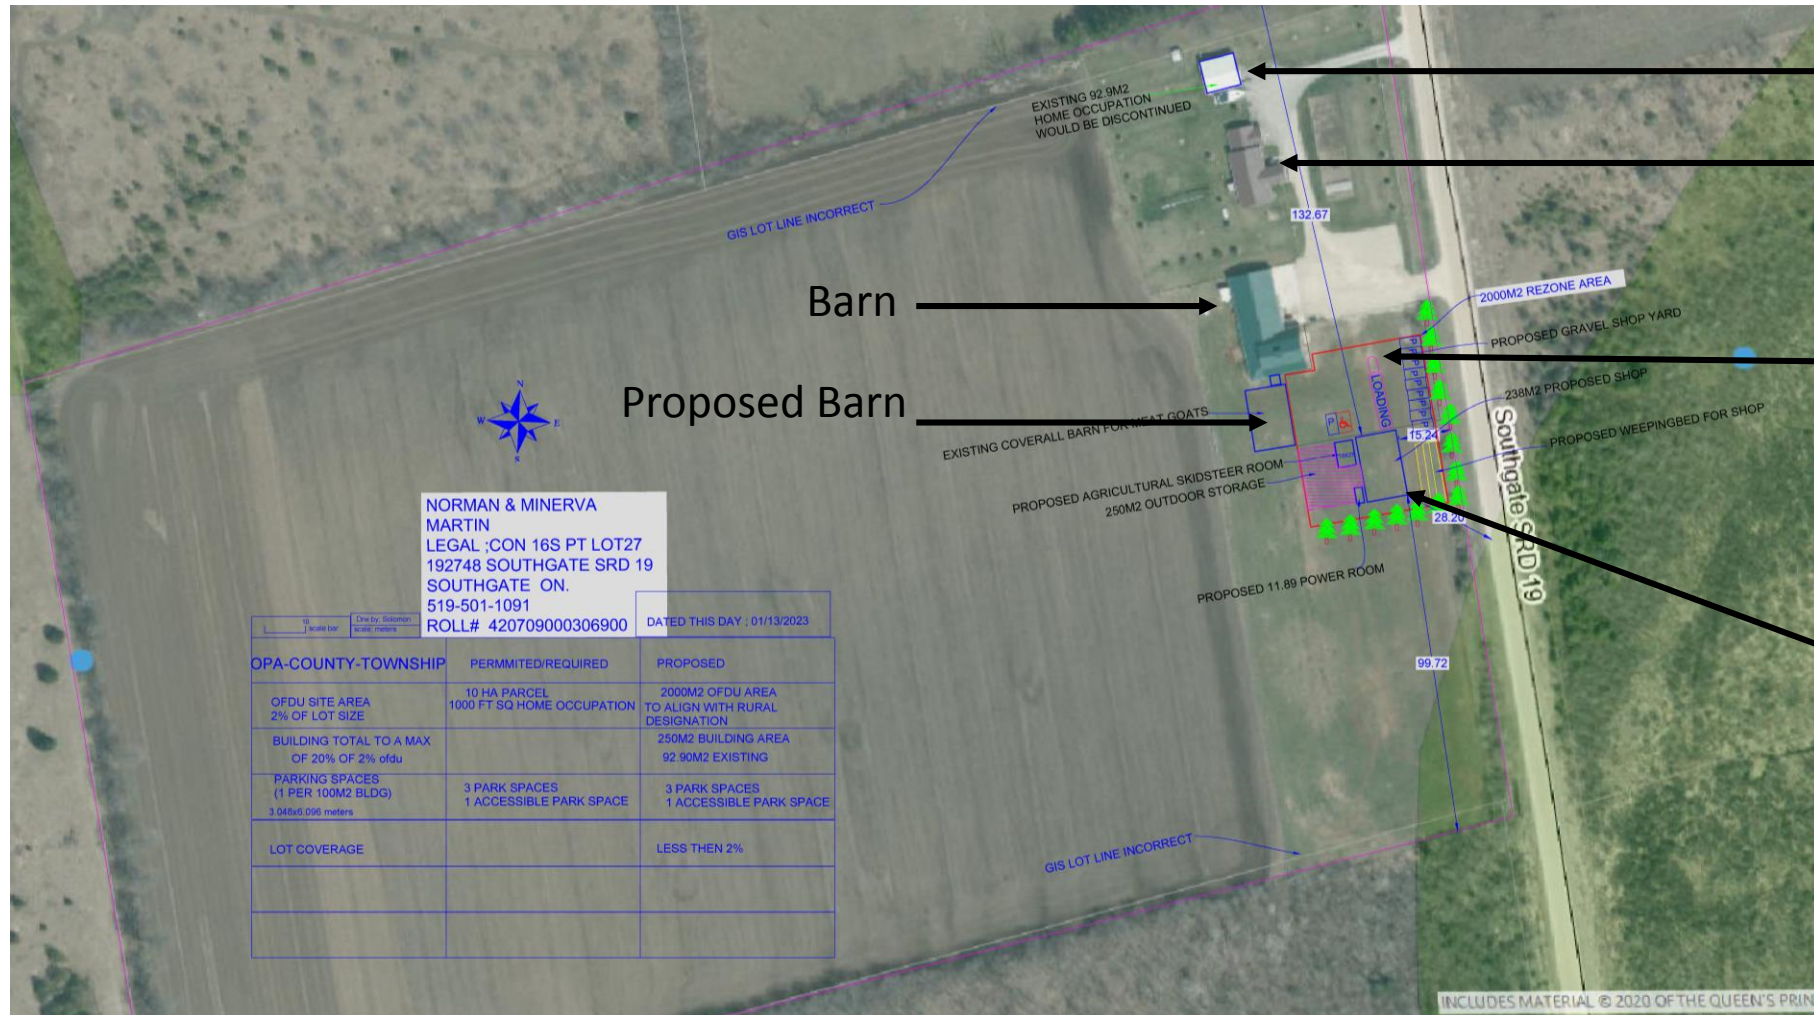 EXISTING 92.9M2
HOME OCCUPATION
WOULD BE DISCONTINUED
GIS LOT LINE INCORRECT
132.67
2000M2 REZONE AREA
Barn
PROPOSED GRAVEL SHOP YARD
P
P
P
P
P
P
P
P
LOADING
238M2 PROPOSED SHOP
Proposed Barn
N
W
E
S
EXISTING COVERALL BARN FOR MEAT GOATS
P
15.24
PROPOSED WEEPINGBED FOR SHOP
PROPOSED AGRICULTURAL SKIDSTEER ROOM
250M2 OUTDOOR STORAGE
28.20
Southgate SRD 19
PROPOSED 11.89 POWER ROOM
99.72
NORMAN & MINERVA
MARTIN
LEGAL ;CON 16S PT LOT27
192748 SOUTHGATE SRD 19
SOUTHGATE ON.
519-501-1091
ROLL# 420709000306900
DATED THIS DAY ; 01/13/2023
10
scale bar
Drw by: Solomon
scale: meters
OPA-COUNTY-TOWNSHIP
PERMMITED/REQUIRED
PROPOSED
OFDU SITE AREA
2% OF LOT SIZE
10 HA PARCEL
1000 FT SQ HOME OCCUPATION
2000M2 OFDU AREA
TO ALIGN WITH RURAL
DESIGNATION
BUILDING TOTAL TO A MAX
OF 20% OF 2% ofdu
250M2 BUILDING AREA
92.90M2 EXISTING
PARKING SPACES
(1 PER 100M2 BLDG)
3.048x6.096 meters
3 PARK SPACES
1 ACCESSIBLE PARK SPACE
3 PARK SPACES
1 ACCESSIBLE PARK SPACE
LOT COVERAGE
LESS THEN 2%
GIS LOT LINE INCORRECT
INCLUDES MATERIAL © 2020 OF THE QUEEN'S PRIN